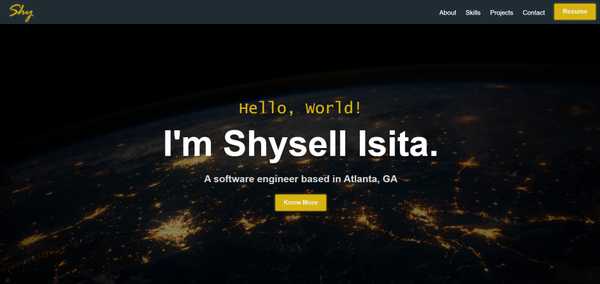 Shy
About Skills Projects Contact Resume
Hello, World!
I'm Shysell Isita.
A software engineer based in Atlanta, GA
Know More